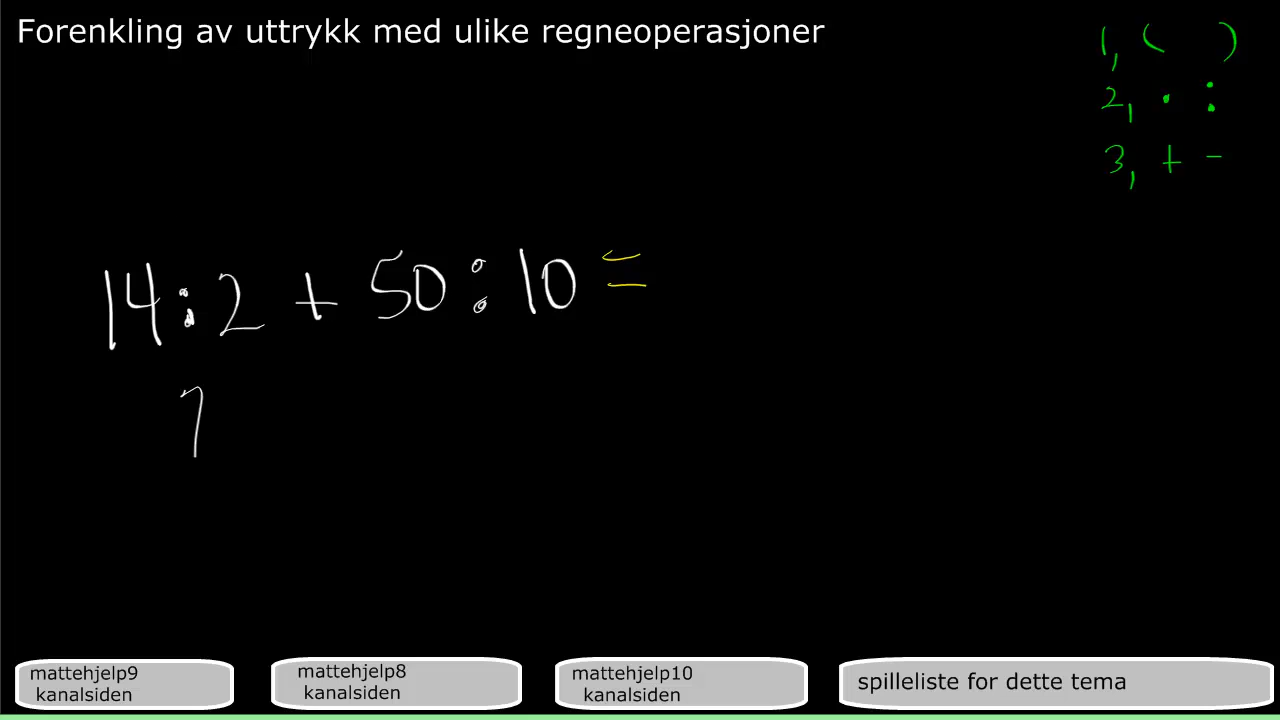 Forenkling av uttrykk med ulike regneoperasjoner
1, ( )
2, · :
3, + -
14:2 + 50:10 =
7
mattehjelp9
kanalsiden
mattehjelp8
kanalsiden
mattehjelp10
kanalsiden
spilleliste for dette tema